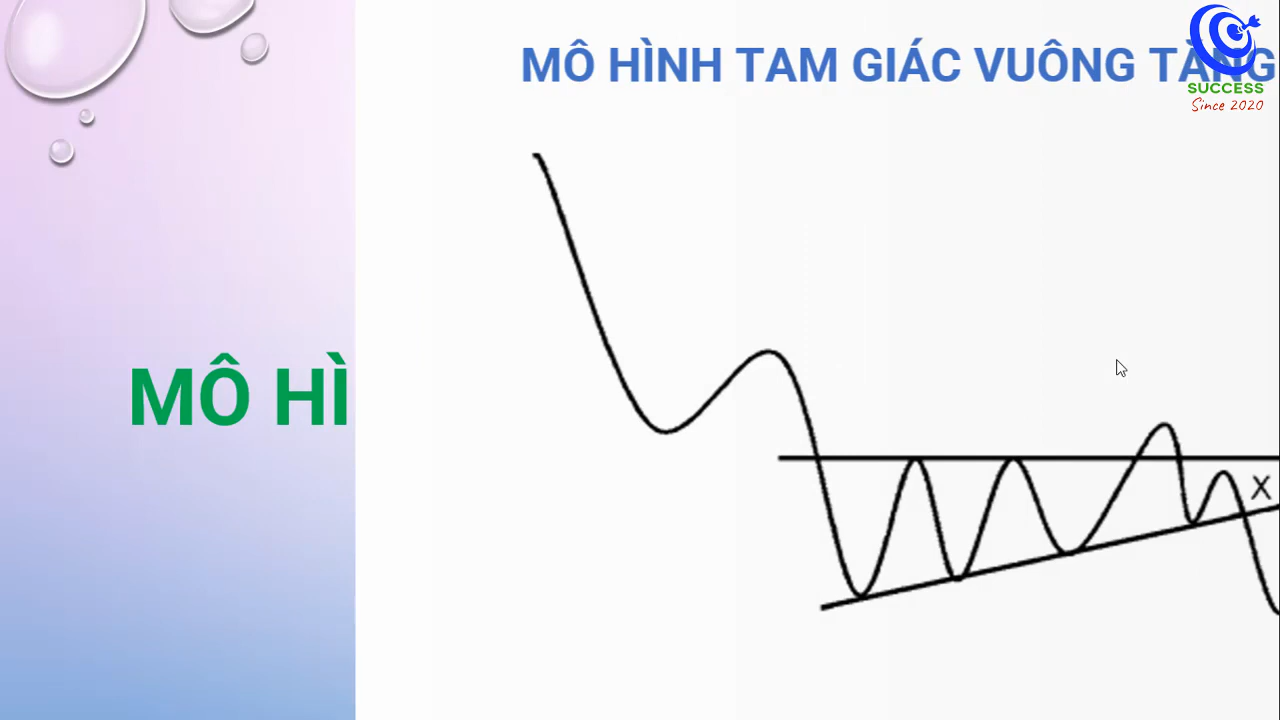 MÔ HÌNH TAM GIÁC VUÔNG TĂNG
SUCCESS
Since 2020
MÔ HÌ
X